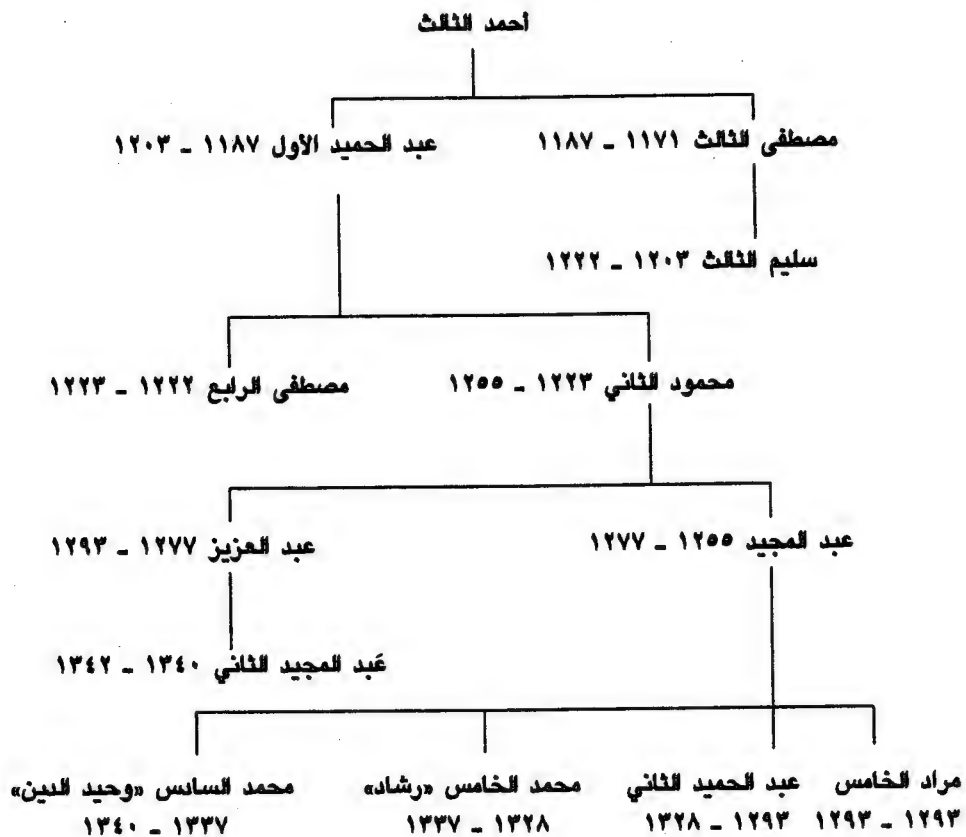 أحمد الثالث
مصطفى الثالث ١١٧١ ـ ١١٨٧ عبد الحميد الأول ١١٨٧ ـ ١٢٠٣
سليم الثالث ١٢٠٣ ـ ١٢٢٢
محمود الثاني ١٢٢٣ ـ ١٢٥٥ مصطفى الرابع ١٢٢٢ ـ ١٢٢٣
عبد المجيد ١٢٥٥ ـ ١٢٧٧ عبد العزيز ١٢٧٧ ـ ١٢٩٣
عَبد المجيد الثاني ١٣٤٠ ـ ١٣٤٢
مراد الخامس عبد الحميد الثاني محمد الخامس «رشاد» محمد السادس «وحيد الدين»
١٢٩٣ ـ ١٢٩٣ ١٢٩٣ ـ ١٣٢٨ ١٣٢٨ ـ ١٣٣٧ ١٣٣٧ ـ ١٣٤٠